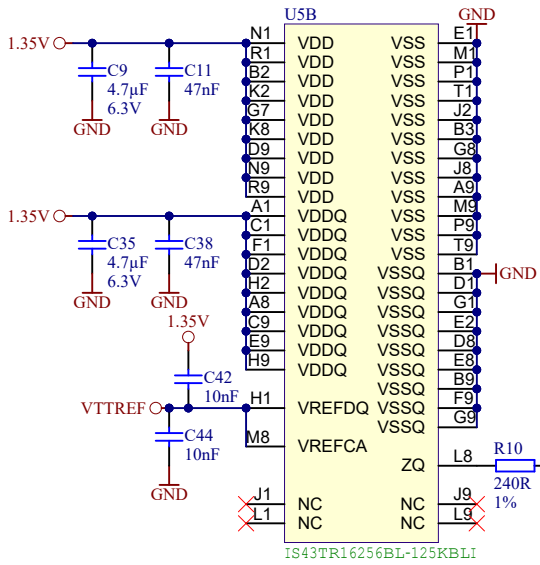 U5B
GND
1.35V
N1 VDD VSS E1
R1 VDD VSS M1
C9 C11 B2 VDD VSS P1
4.7µF 47nF K2 VDD VSS T1
6.3V G7 VDD VSS J2
GND GND K8 VDD VSS B3
D9 VDD VSS G8
N9 VDD VSS J8
R9 VDD VSS A9
1.35V A1 VDDQ VSS M9
C1 VDDQ VSS P9
C35 C38 F1 VDDQ VSS T9
4.7µF 47nF D2 VDDQ VSSQ B1 GND
6.3V H2 VDDQ VSSQ D1
GND GND A8 VDDQ VSSQ G1
1.35V C9 VDDQ VSSQ E2
E9 VDDQ VSSQ D8
H9 VDDQ VSSQ E8
C42 VSSQ B9
10nF
VTTREF H1 VREFDQ VSSQ F9
VSSQ G9
C44 M8 VREFCA
10nF
ZQ L8 R10
GND 240R
1%
J1 NC NC J9
L1 NC NC L9
IS43TR16256BL-125KBLI